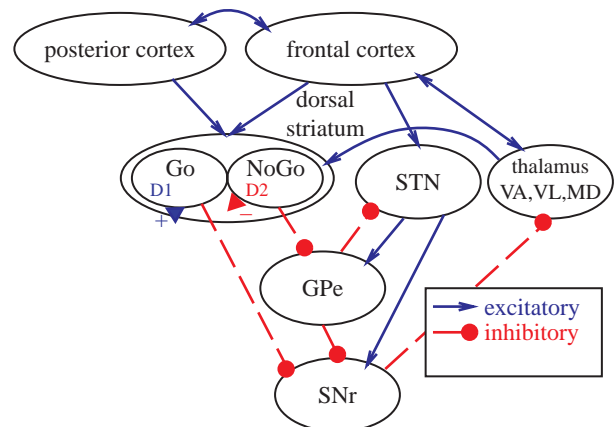 posterior cortex
frontal cortex
dorsal
striatum
Go
NoGo
D1
D2
+
−
STN
thalamus
VA,VL,MD
GPe
excitatory
inhibitory
SNr